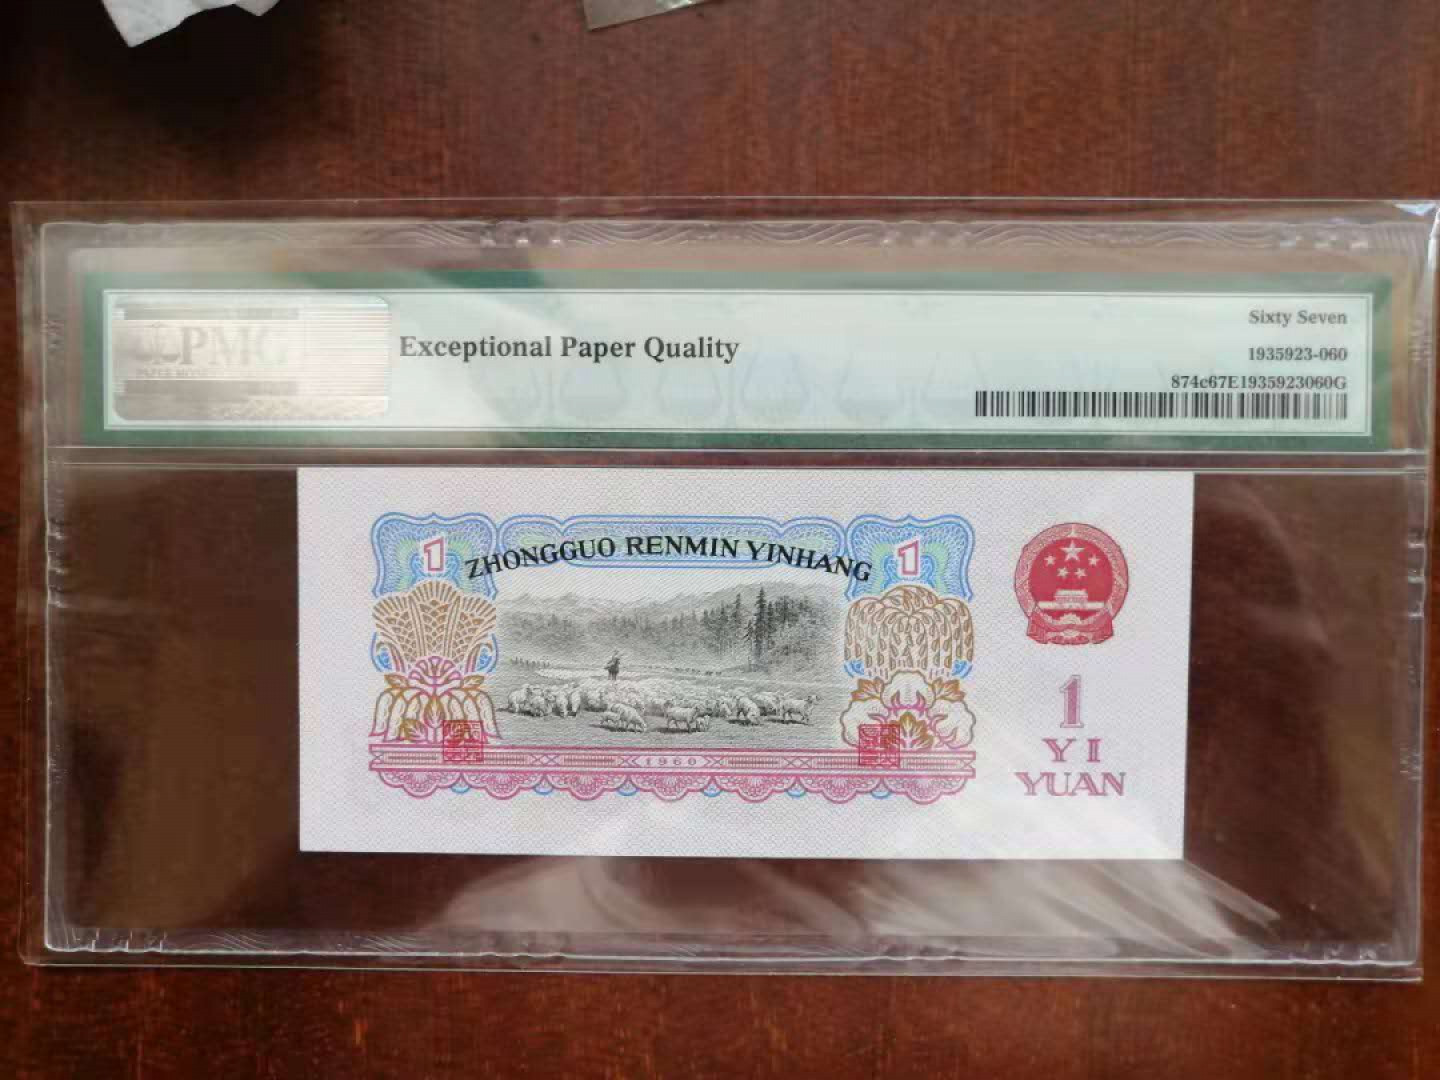 PMG
Exceptional Paper Quality
Sixty Seven
1935923-060
874c67E1935923060G
1
ZHONGGUO RENMIN YINHANG
1
1960
1
YI
YUAN